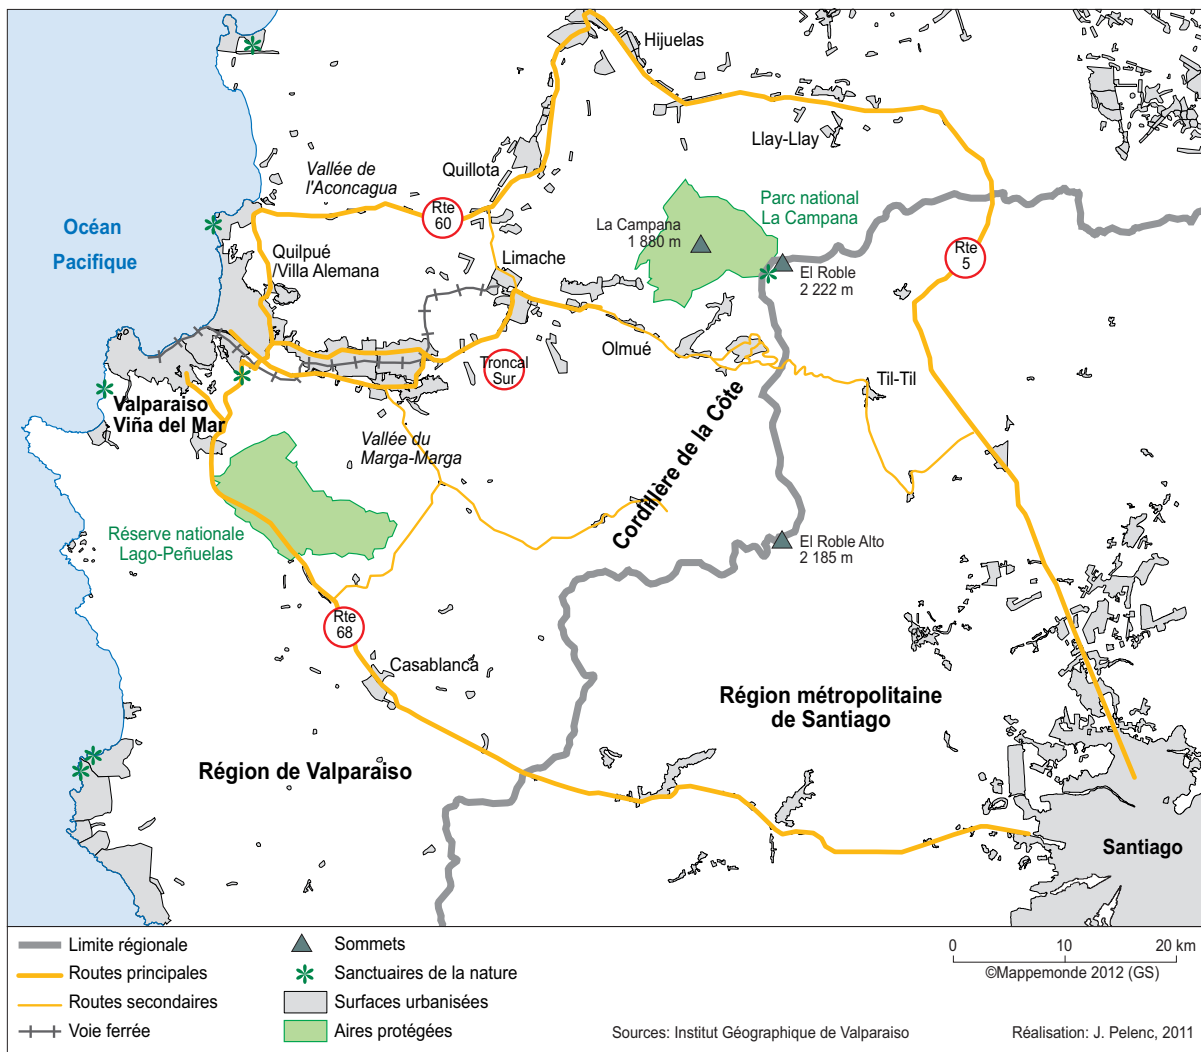 Hijuelas
Llay-Llay
Quillota
Vallée de
l'Aconcagua
Rte
60
Parc national
La Campana
La Campana
1 880 m
Océan
Pacifique
Quilpué
/Villa Alemana
Limache
El Roble
2 222 m
Rte
5
Olmué
Troncal
Sur
Til-Til
Valparaiso
Viña del Mar
Vallée du
Marga-Marga
Cordillère de la Côte
Réserve nationale
Lago-Peñuelas
El Roble Alto
2 185 m
Rte
68
Casablanca
Région métropolitaine
de Santiago
Région de Valparaiso
Santiago
Limite régionale
Routes principales
Routes secondaires
Voie ferrée
Sommets
Sanctuaires de la nature
Surfaces urbanisées
Aires protégées
0 10 20 km
©Mappemonde 2012 (GS)
Sources: Institut Géographique de Valparaiso
Réalisation: J. Pelenc, 2011